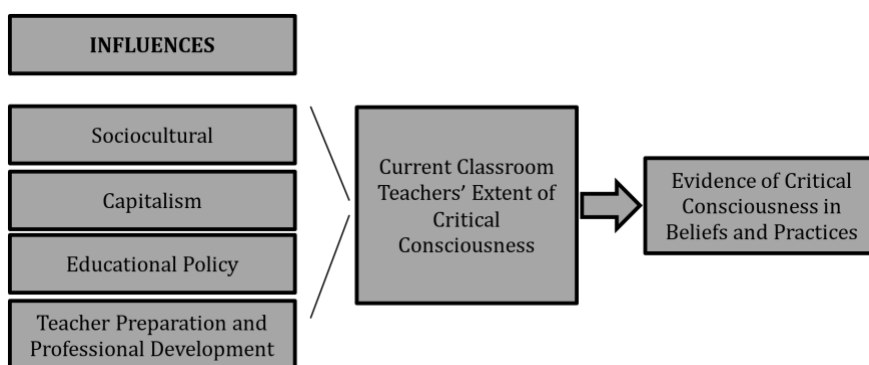 INFLUENCES
Sociocultural
Capitalism
Educational Policy
Teacher Preparation and
Professional Development
Current Classroom
Teachers’ Extent of
Critical
Consciousness
Evidence of Critical
Consciousness in
Beliefs and Practices